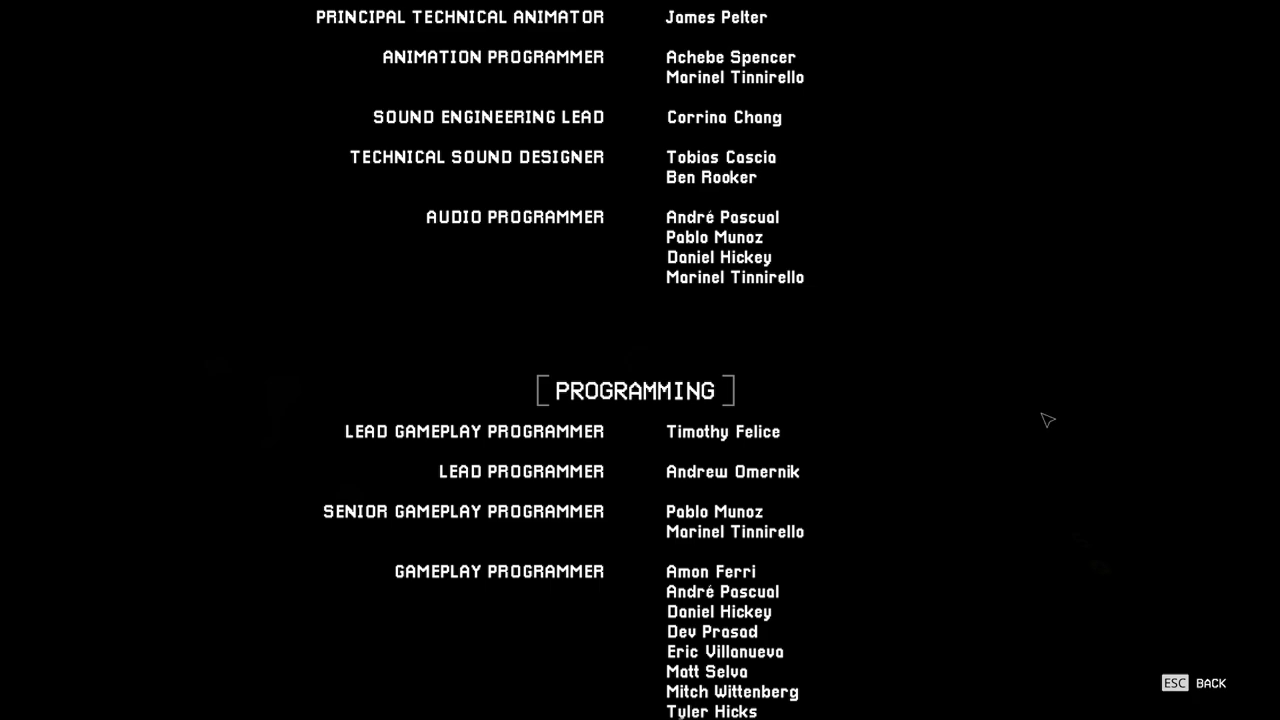 PRINCIPAL TECHNICAL ANIMATOR James Pelter
ANIMATION PROGRAMMER Achebe Spencer
Marinel Tinnirello
SOUND ENGINEERING LEAD Corrina Chang
TECHNICAL SOUND DESIGNER Tobias Cascia
Ben Rooker
AUDIO PROGRAMMER André Pascual
Pablo Munoz
Daniel Hickey
Marinel Tinnirello
[PROGRAMMING]
LEAD GAMEPLAY PROGRAMMER Timothy Felice
LEAD PROGRAMMER Andrew Omernik
SENIOR GAMEPLAY PROGRAMMER Pablo Munoz
Marinel Tinnirello
GAMEPLAY PROGRAMMER Amon Ferri
André Pascual
Daniel Hickey
Dev Prasad
Eric Villanueva
Matt Selva
Mitch Wittenberg
Tyler Hicks
ESC BACK